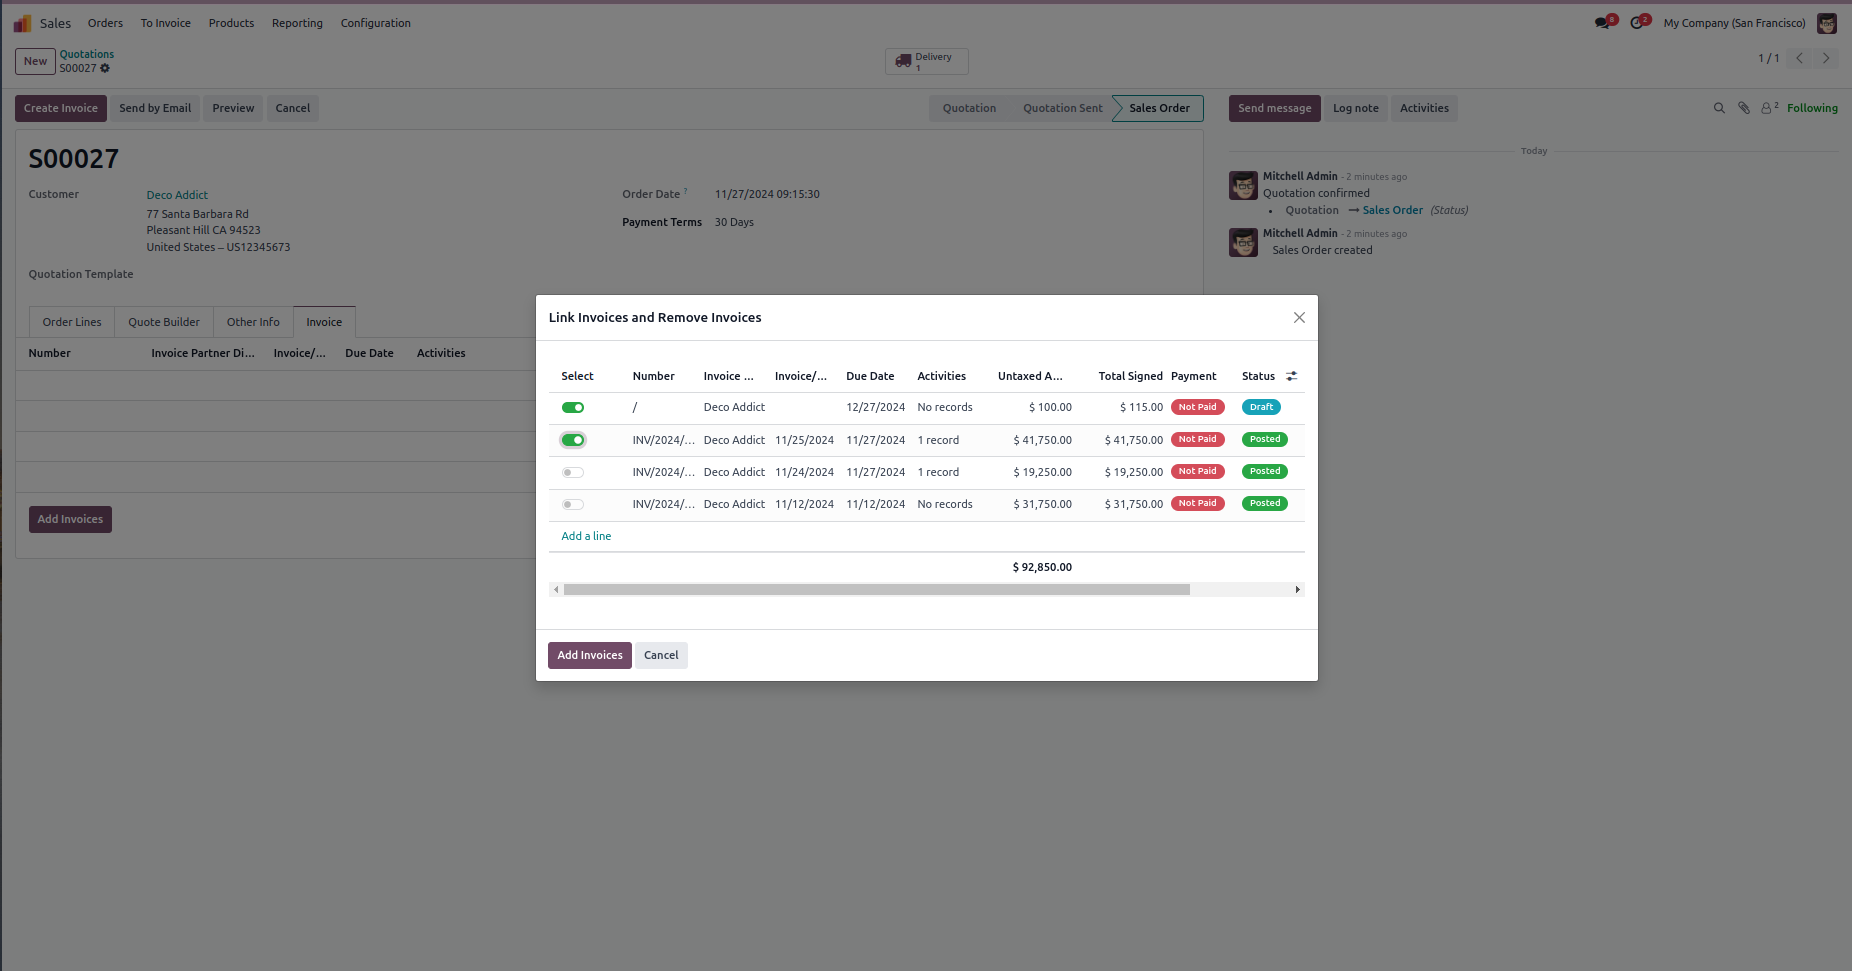 Sales Orders To Invoice Products Reporting Configuration 8 2 My Company (San Francisco)
New Quotations
S00027
Delivery
1
1 / 1
Create Invoice Send by Email Preview Cancel Quotation Quotation Sent Sales Order Send message Log note Activities 2 Following
S00027
Customer Deco Addict
77 Santa Barbara Rd
Pleasant Hill CA 94523
United States – US12345673
Order Date ? 11/27/2024 09:15:30
Payment Terms 30 Days
Quotation Template
Today
Mitchell Admin - 2 minutes ago
Quotation confirmed
• Quotation → Sales Order (Status)
Mitchell Admin - 2 minutes ago
Sales Order created
Order Lines Quote Builder Other Info Invoice
Number Invoice Partner Di... Invoice/... Due Date Activities
Add Invoices
Link Invoices and Remove Invoices
Select Number Invoice ... Invoice/... Due Date Activities Untaxed A... Total Signed Payment Status
/ Deco Addict 12/27/2024 No records $ 100.00 $ 115.00 Not Paid Draft
INV/2024/... Deco Addict 11/25/2024 11/27/2024 1 record $ 41,750.00 $ 41,750.00 Not Paid Posted
INV/2024/... Deco Addict 11/24/2024 11/27/2024 1 record $ 19,250.00 $ 19,250.00 Not Paid Posted
INV/2024/... Deco Addict 11/12/2024 11/12/2024 No records $ 31,750.00 $ 31,750.00 Not Paid Posted
Add a line
$ 92,850.00
Add Invoices Cancel